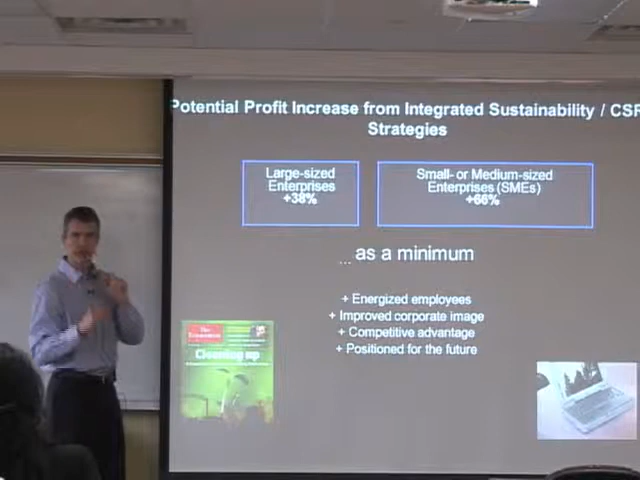 Potential Profit Increase from Integrated Sustainability / CSR
Strategies
Large-sized
Enterprises
+38%
Small- or Medium-sized
Enterprises (SMEs)
+66%
... as a minimum
+ Energized employees
+ Improved corporate image
+ Competitive advantage
+ Positioned for the future
The
Economist
Cleaning up